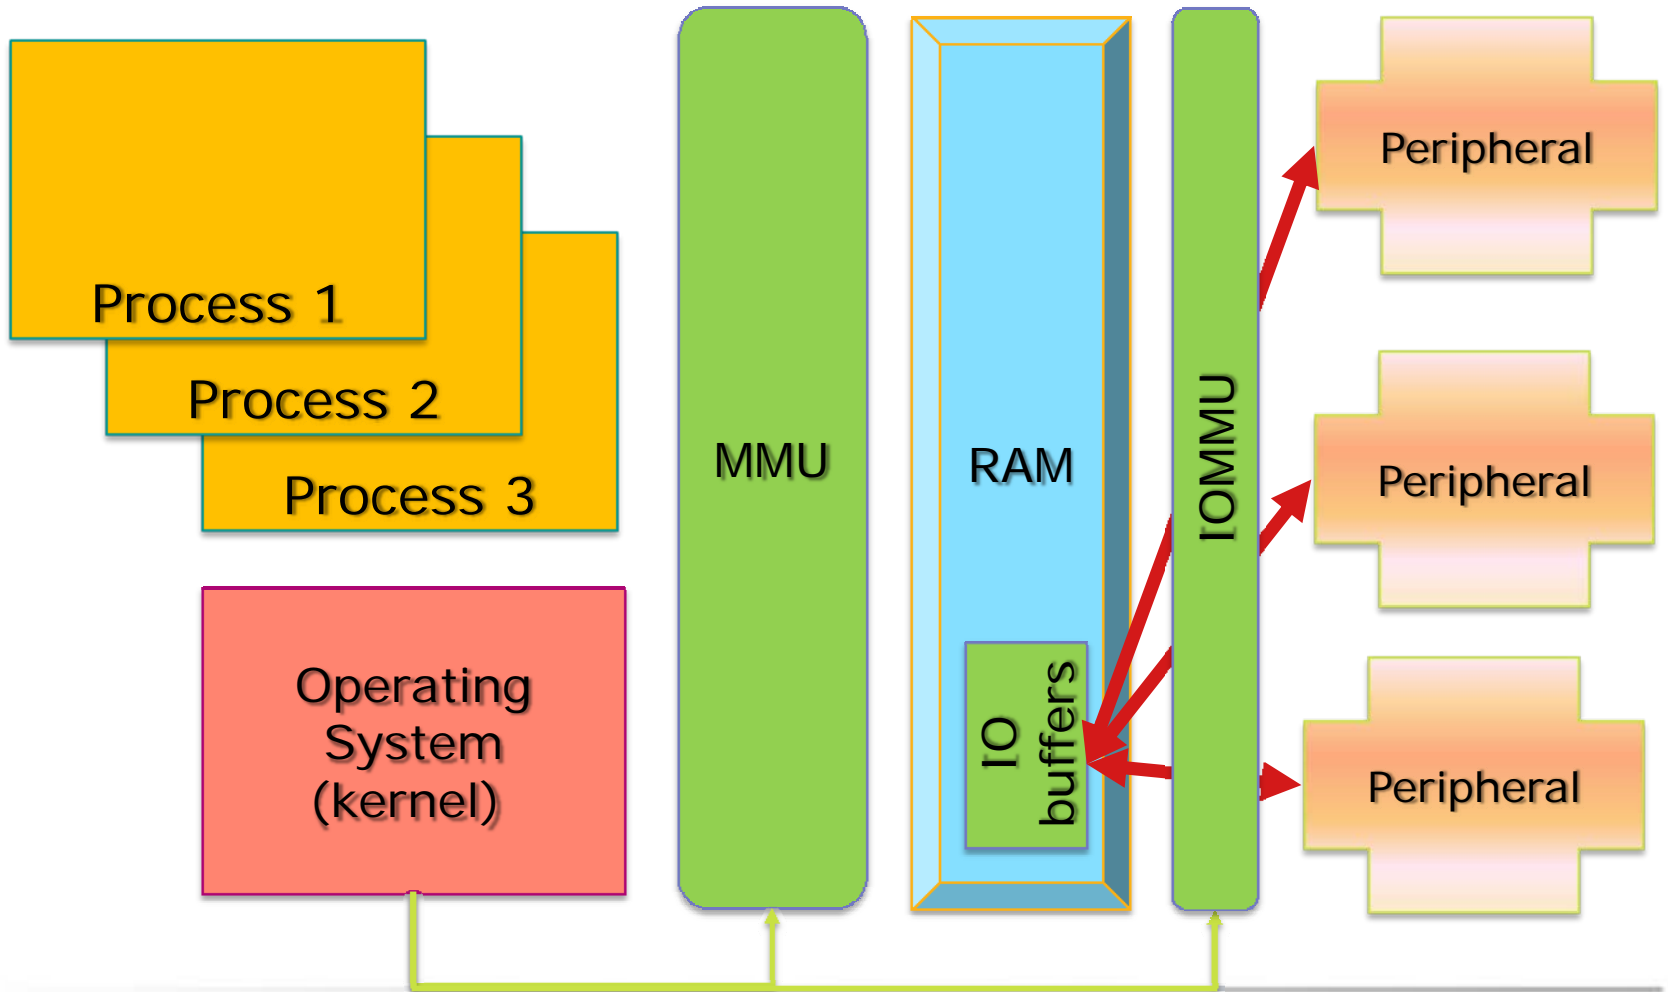 Process 1
Process 2
Process 3
Operating
System
(kernel)
MMU
RAM
IO
buffers
IOMMU
Peripheral
Peripheral
Peripheral